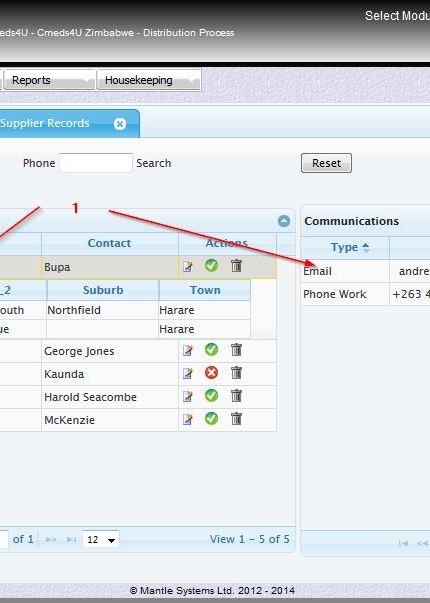 Select Modu
eds4U - Cmeds4U Zimbabwe - Distribution Process
Reports Housekeeping
Supplier Records
Phone Search Reset
1
Communications
Contact Actions
Type
Bupa
Email andre
_2 Suburb Town
Phone Work +263 4
outh Northfield Harare
ue Harare
George Jones
Kaunda
Harold Seacombe
McKenzie
of 1 12 View 1 - 5 of 5
© Mantle Systems Ltd. 2012 - 2014